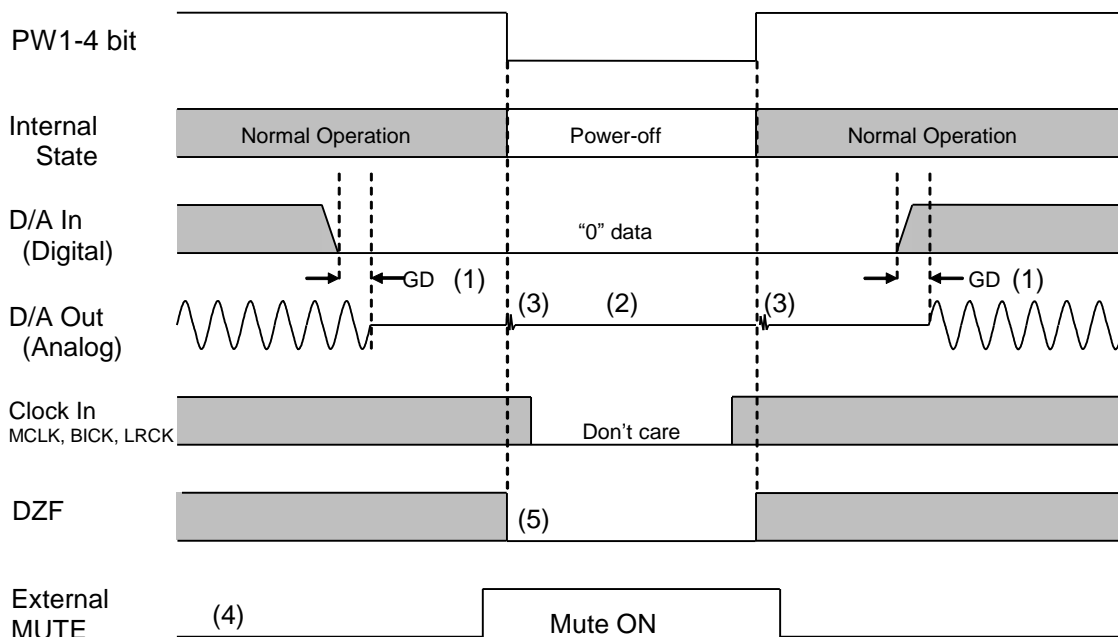 PW1-4 bit
Internal
State
Normal Operation
Power-off
Normal Operation
D/A In
(Digital)
“0” data
GD (1)
GD (1)
D/A Out
(Analog)
(3)
(2)
(3)
Clock In
MCLK, BICK, LRCK
Don’t care
DZF
(5)
External
MUTE
(4)
Mute ON